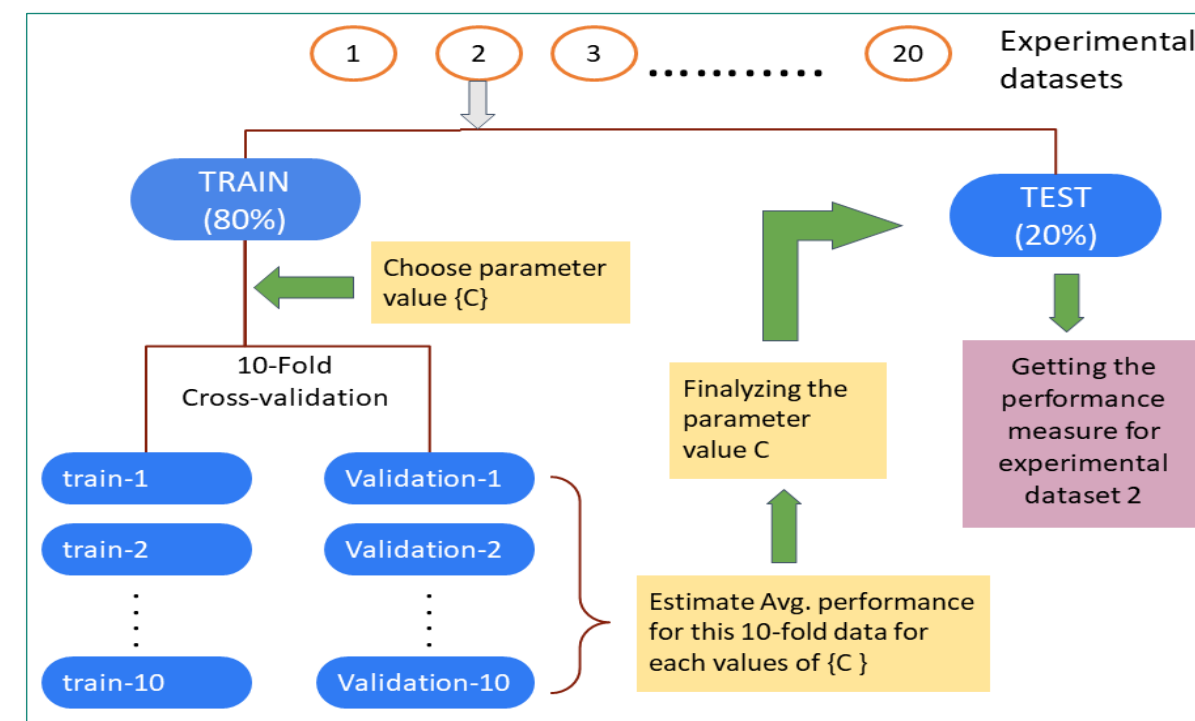 1
2
3
...........
20
Experimental
datasets
TRAIN
(80%)
TEST
(20%)
Choose parameter
value {C}
10-Fold
Cross-validation
Finalyzing the
parameter
value C
Getting the
performance
measure for
experimental
dataset 2
train-1
Validation-1
train-2
Validation-2
train-10
Validation-10
Estimate Avg. performance
for this 10-fold data for
each values of {C }